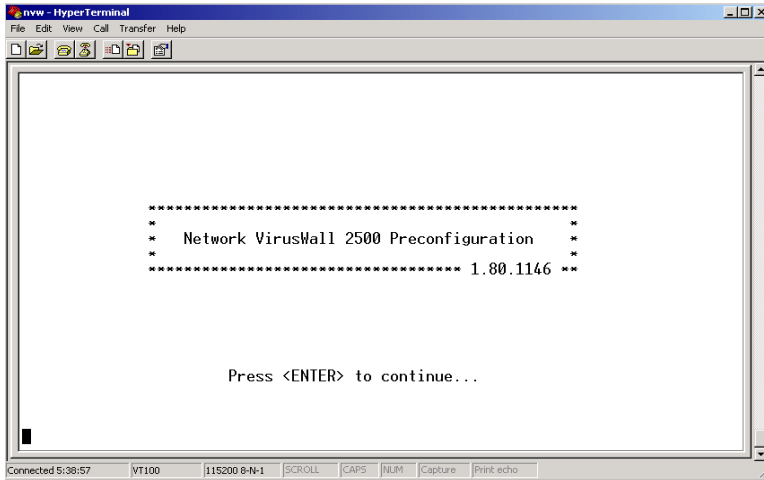 nvw - HyperTerminal
File Edit View Call Transfer Help
************************************************
* *
* Network VirusWall 2500 Preconfiguration *
* *
*********************************** 1.80.1146 **
Press <ENTER> to continue...
Connected 5:38:57 VT100 115200 8-N-1 SCROLL CAPS NUM Capture Print echo